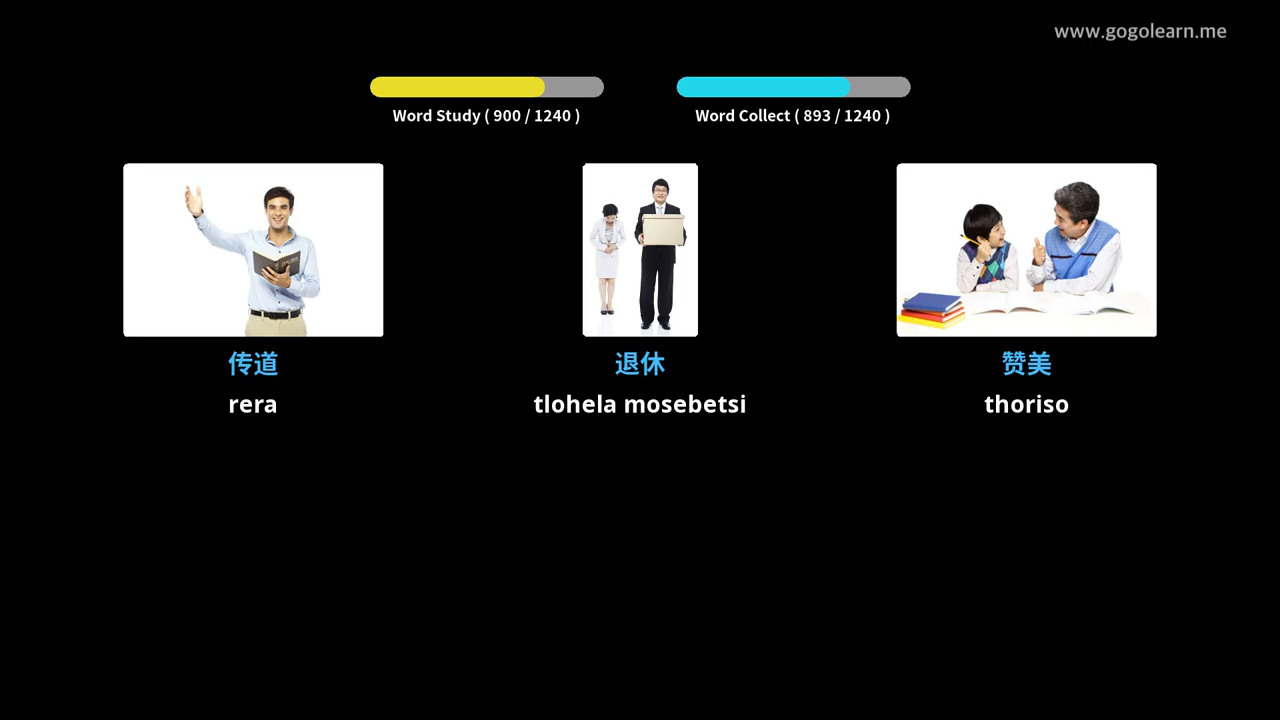 www.gogolearn.me
Word Study ( 900 / 1240 )
Word Collect ( 893 / 1240 )
传道
rera
退休
tlohela mosebetsi
赞美
thoriso